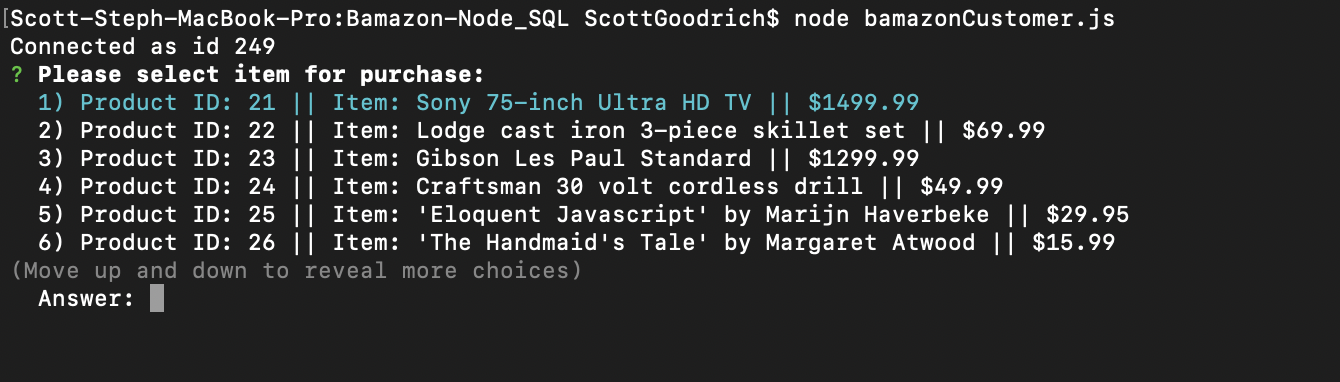 [Scott-Steph-MacBook-Pro:Bamazon-Node_SQL ScottGoodrich$ node bamazonCustomer.js
Connected as id 249
? Please select item for purchase:
1) Product ID: 21 || Item: Sony 75-inch Ultra HD TV || $1499.99
2) Product ID: 22 || Item: Lodge cast iron 3-piece skillet set || $69.99
3) Product ID: 23 || Item: Gibson Les Paul Standard || $1299.99
4) Product ID: 24 || Item: Craftsman 30 volt cordless drill || $49.99
5) Product ID: 25 || Item: 'Eloquent Javascript' by Marijn Haverbeke || $29.95
6) Product ID: 26 || Item: 'The Handmaid's Tale' by Margaret Atwood || $15.99
(Move up and down to reveal more choices)
Answer: